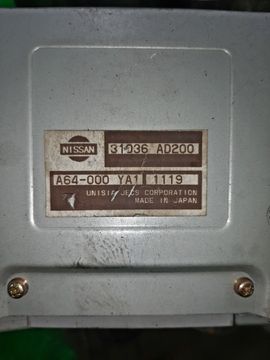 NISSAN 31036 AD200
A64-000 YA1 1119
UNISIA JECS CORPORATION
MADE IN JAPAN